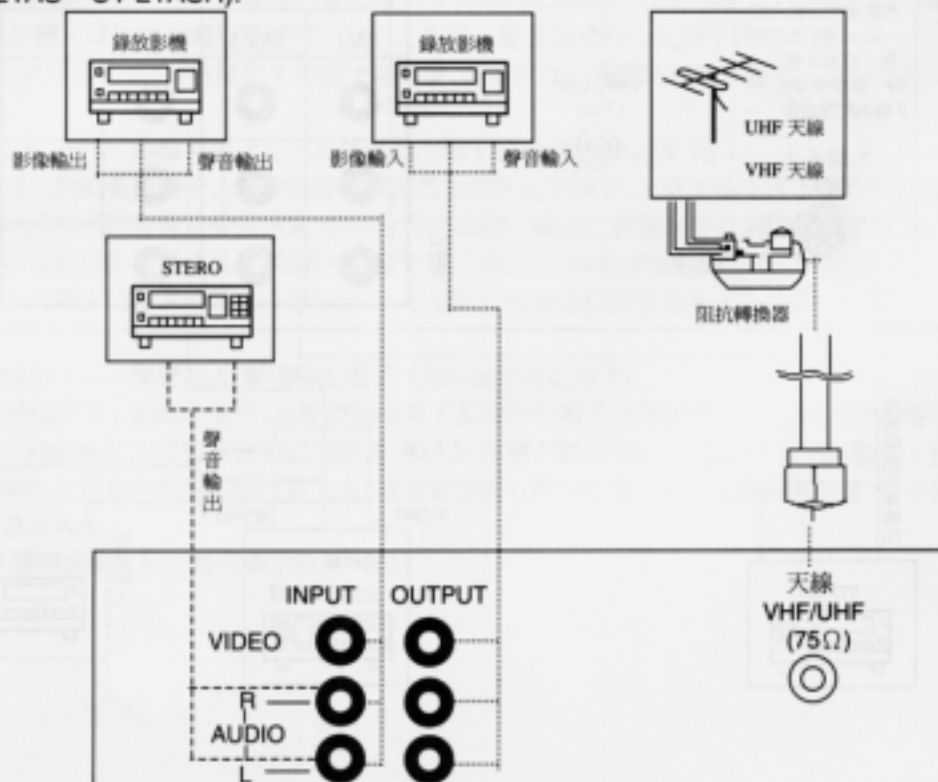 錄放影機
影像輸出 聲音輸出
錄放影機
影像輸入 聲音輸入
UHF 天線
VHF 天線
阻抗轉換器
STERO
聲音輸出
INPUT OUTPUT
VIDEO
R
AUDIO
L
天線
VHF/UHF
(75Ω)